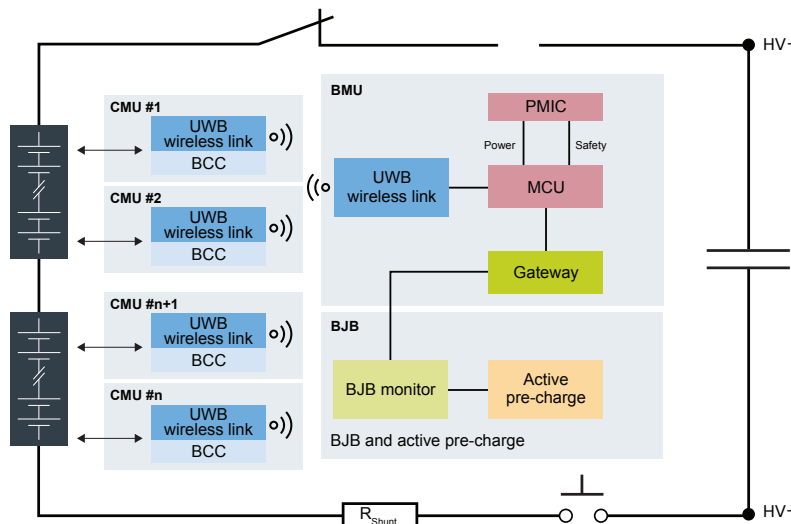 HV-
CMU #1
UWB
wireless link
BCC
CMU #2
UWB
wireless link
BCC
CMU #n+1
UWB
wireless link
BCC
CMU #n
UWB
wireless link
BCC
BMU
PMIC
Power
Safety
UWB
wireless link
MCU
Gateway
BJB
BJB monitor
Active
pre-charge
BJB and active pre-charge
RShunt
HV-